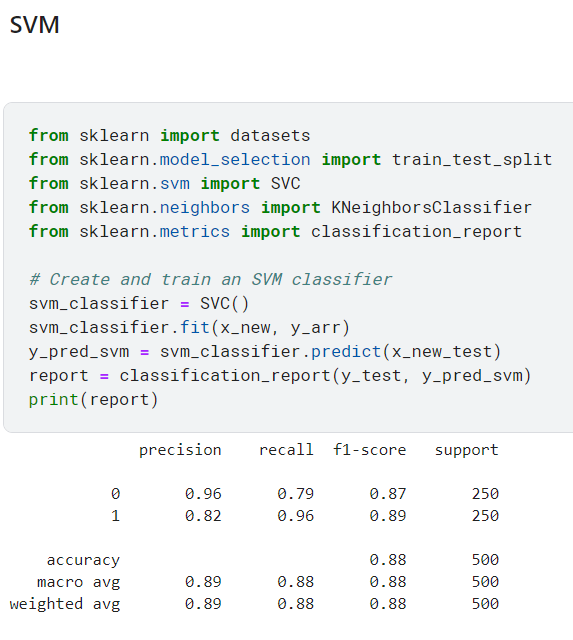 SVM
from sklearn import datasets
from sklearn.model_selection import train_test_split
from sklearn.svm import SVC
from sklearn.neighbors import KNeighborsClassifier
from sklearn.metrics import classification_report
# Create and train an SVM classifier
svm_classifier = SVC()
svm_classifier.fit(x_new, y_arr)
y_pred_svm = svm_classifier.predict(x_new_test)
report = classification_report(y_test, y_pred_svm)
print(report)
precision recall f1-score support
0 0.96 0.79 0.87 250
1 0.82 0.96 0.89 250
accuracy 0.88 500
macro avg 0.89 0.88 0.88 500
weighted avg 0.89 0.88 0.88 500